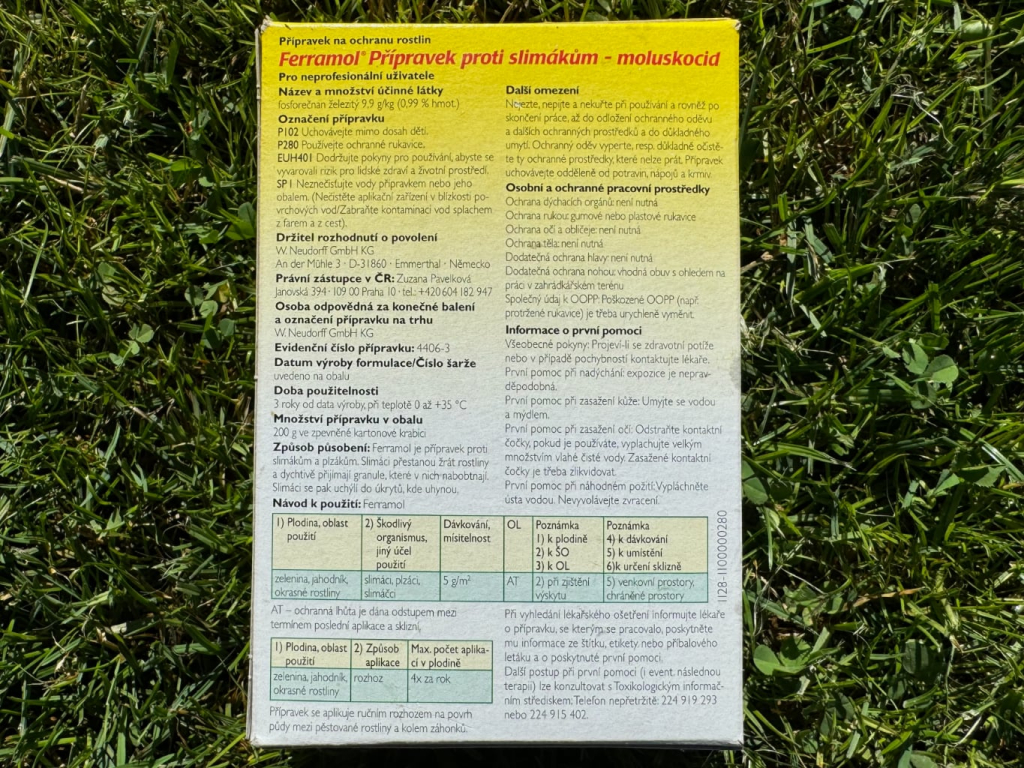 Přípravek na ochranu rostlin
Ferramol® Přípravek proti slimákům - moluskocid
Pro neprofesionální uživatele
Název a množství účinné látky
fosforečnan železitý 9,9 g/kg (0,99 % hmot.)
Označení přípravku
P102 Uchovávejte mimo dosah dětí.
P280 Používejte ochranné rukavice.
EUH401 Dodržujte pokyny pro používání, abyste se
vyvarovali rizik pro lidské zdraví a životní prostředí.
SP1 Neznečisťujte vody přípravkem nebo jeho
obalem. (Nečistěte aplikační zařízení v blízkosti po-
vrchových vod/Zabraňte kontaminaci vod splachem
z farem a z cest).
Držitel rozhodnutí o povolení
W. Neudorff GmbH KG
An der Mühle 3 · D-31860 · Emmerthal · Německo
Právní zástupce v ČR: Zuzana Pavelková
Janovská 394 · 109 00 Praha 10 · tel.: +420 604 182 947
Osoba odpovědná za konečné balení
a označení přípravku na trhu
W. Neudorff GmbH KG
Evidenční číslo přípravku: 4406-3
Datum výroby formulace/Číslo šarže
uvedeno na obalu
Doba použitelnosti
3 roky od data výroby, při teplotě 0 až +35 °C
Množství přípravku v obalu
200 g ve zpevněné kartonové krabici
Způsob působení: Ferramol je přípravek proti
slimákům a plzákům. Slimáci přestanou žrát rostliny
a dychtivě přijímají granule, které v nich nabobtnají.
Slimáci se pak uchýlí do úkrytů, kde uhynou.
Návod k použití: Ferramol
Další omezení
Nejezte, nepijte a nekuřte při používání a rovněž po
skončení práce, až do odložení ochranného oděvu
a dalších ochranných prostředků a do důkladného
umytí. Ochranný oděv vyperte, resp. důkladně očistě-
te ty ochranné prostředky, které nelze prát. Přípravek
uchovávejte odděleně od potravin, nápojů a krmiv.
Osobní a ochranné pracovní prostředky
Ochrana dýchacích orgánů: není nutná
Ochrana rukou: gumové nebo plastové rukavice
Ochrana očí a obličeje: není nutná
Ochrana těla: není nutná
Dodatečná ochrana hlavy: není nutná
Dodatečná ochrana nohou: vhodná obuv s ohledem na
práci v zahrádkářském terénu
Společný údaj k OOPP: Poškozené OOPP (např.
protržené rukavice) je třeba urychleně vyměnit.
Informace o první pomoci
Všeobecné pokyny: Projeví-li se zdravotní potíže
nebo v případě pochybností kontaktujte lékaře.
První pomoc při nadýchání: expozice je neprav-
děpodobná.
První pomoc při zasažení kůže: Umyjte se vodou
a mýdlem.
První pomoc při zasažení očí: Odstraňte kontaktní
čočky, pokud je používáte, vyplachujte velkým
množstvím vlahé čisté vody. Zasažené kontaktní
čočky je třeba zlikvidovat.
První pomoc při náhodném požití: Vypláchněte
ústa vodou. Nevyvolávejte zvracení.
1) Plodina, oblast
použití
2) Škodlivý
organismus,
jiný účel
použití
Dávkování,
mísitelnost
OL
Poznámka
1) k plodině
2) k ŠO
3) k OL
Poznámka
4) k dávkování
5) k umístění
6)k určení sklizně
zelenina, jahodník,
okrasné rostliny
slimáci, plzáci,
slimáčci
5 g/m²
AT
2) při zjištění
výskytu
5) venkovní prostory,
chráněné prostory
1128-1100000280
AT – ochranná lhůta je dána odstupem mezi
termínem poslední aplikace a sklizní,
1) Plodina, oblast
použití
2) Způsob
aplikace
Max. počet aplika-
cí v plodině
zelenina, jahodník,
okrasné rostliny
rozhoz
4x za rok
Přípravek se aplikuje ručním rozhozem na povrh
půdy mezi pěstované rostliny a kolem záhonků.
Při vyhledání lékařského ošetření informujte lékaře
o přípravku, se kterým se pracovalo, poskytněte
mu informace ze štítku, etikety nebo příbalového
letáku a o poskytnuté první pomoci.
Další postup při první pomoci (i event. následnou
terapii) lze konzultovat s Toxikologickým informač-
ním střediskem: Telefon nepřetržitě: 224 919 293
nebo 224 915 402.